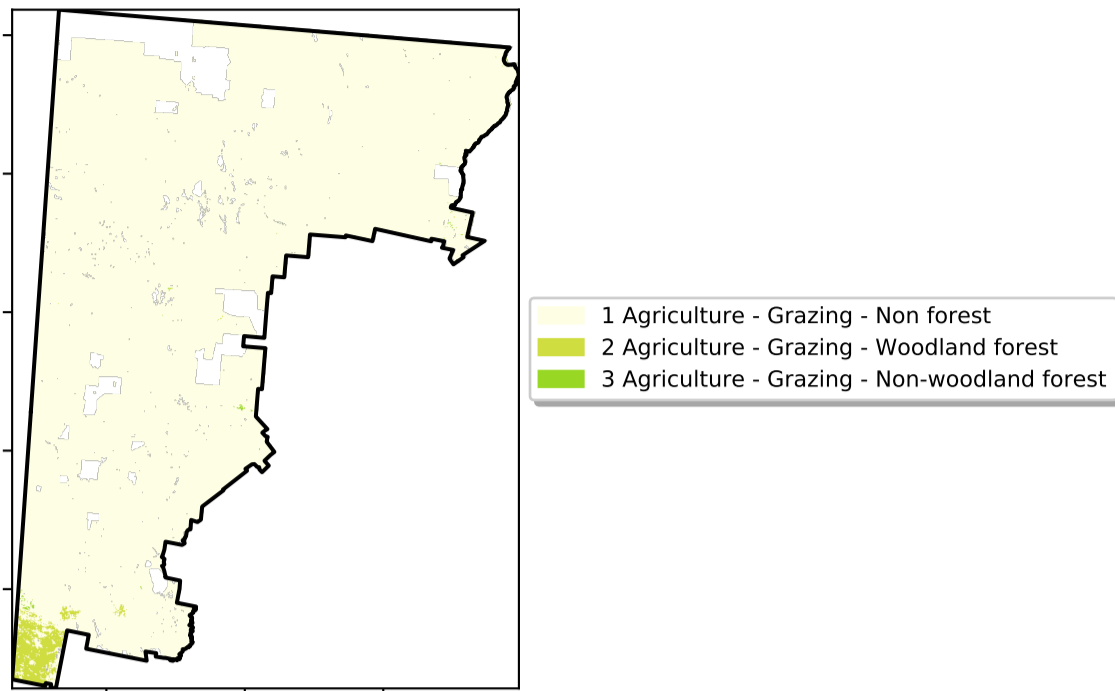 1 Agriculture - Grazing - Non forest
2 Agriculture - Grazing - Woodland forest
3 Agriculture - Grazing - Non-woodland forest